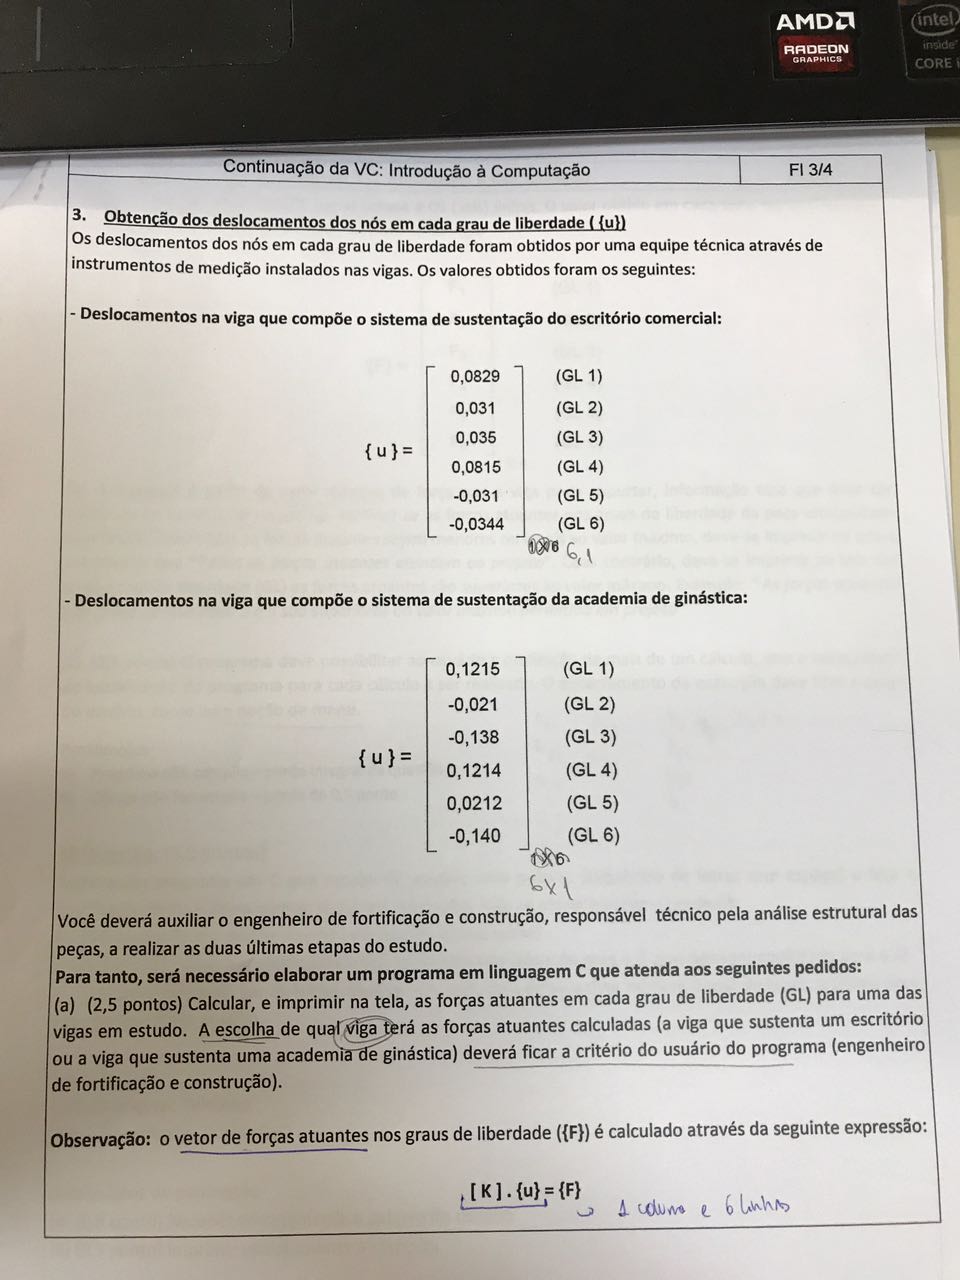 AMD
RADEON
GRAPHICS
intel
inside
CORE i
Continuação da VC: Introdução à Computação
Fl 3/4
3. Obtenção dos deslocamentos dos nós em cada grau de liberdade ( {u})
Os deslocamentos dos nós em cada grau de liberdade foram obtidos por uma equipe técnica através de
instrumentos de medição instalados nas vigas. Os valores obtidos foram os seguintes:
- Deslocamentos na viga que compõe o sistema de sustentação do escritório comercial:
0,0829 (GL 1)
0,031 (GL 2)
0,035 (GL 3)
{ u } =
0,0815 (GL 4)
-0,031 (GL 5)
-0,0344 (GL 6)
1x6 6,1
- Deslocamentos na viga que compõe o sistema de sustentação da academia de ginástica:
0,1215 (GL 1)
-0,021 (GL 2)
-0,138 (GL 3)
{ u } =
0,1214 (GL 4)
0,0212 (GL 5)
-0,140 (GL 6)
1x6
6x1
Você deverá auxiliar o engenheiro de fortificação e construção, responsável técnico pela análise estrutural das
peças, a realizar as duas últimas etapas do estudo.
Para tanto, será necessário elaborar um programa em linguagem C que atenda aos seguintes pedidos:
(a) (2,5 pontos) Calcular, e imprimir na tela, as forças atuantes em cada grau de liberdade (GL) para uma das
vigas em estudo. A escolha de qual viga terá as forças atuantes calculadas (a viga que sustenta um escritório
ou a viga que sustenta uma academia de ginástica) deverá ficar a critério do usuário do programa (engenheiro
de fortificação e construção).
Observação: o vetor de forças atuantes nos graus de liberdade ({F}) é calculado através da seguinte expressão:
[ K ] . {u} = {F}
1 coluna e 6 linhas